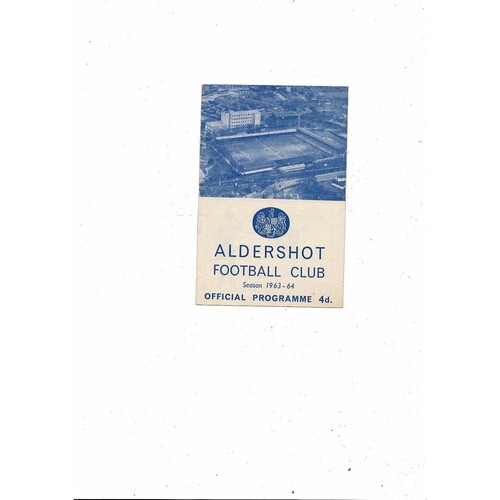 ALDERSHOT
FOOTBALL CLUB
Season 1963-64
OFFICIAL PROGRAMME 4d.